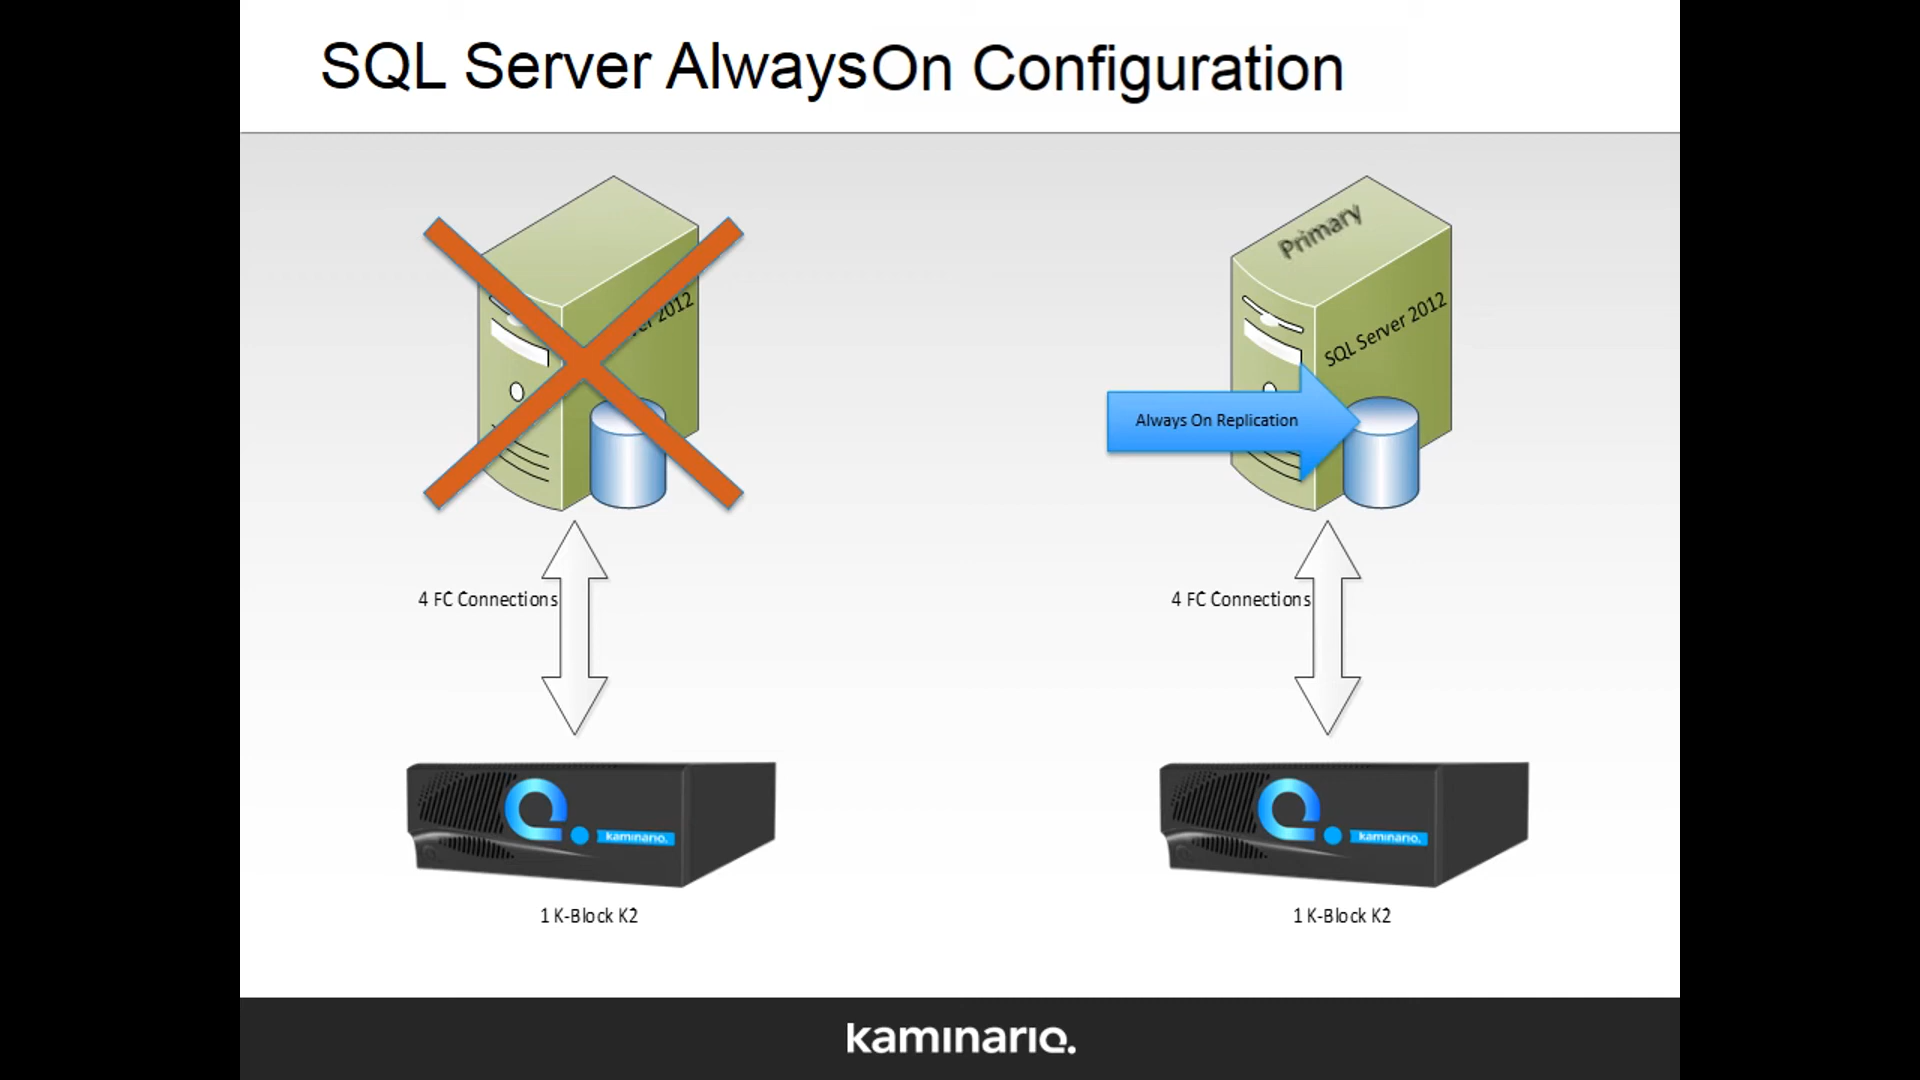 SQL Server AlwaysOn Configuration
Primary
2012
SQL Server 2012
Always On Replication
4 FC Connections
4 FC Connections
kaminario.
kaminario.
1 K-Block K2
1 K-Block K2
kaminario.